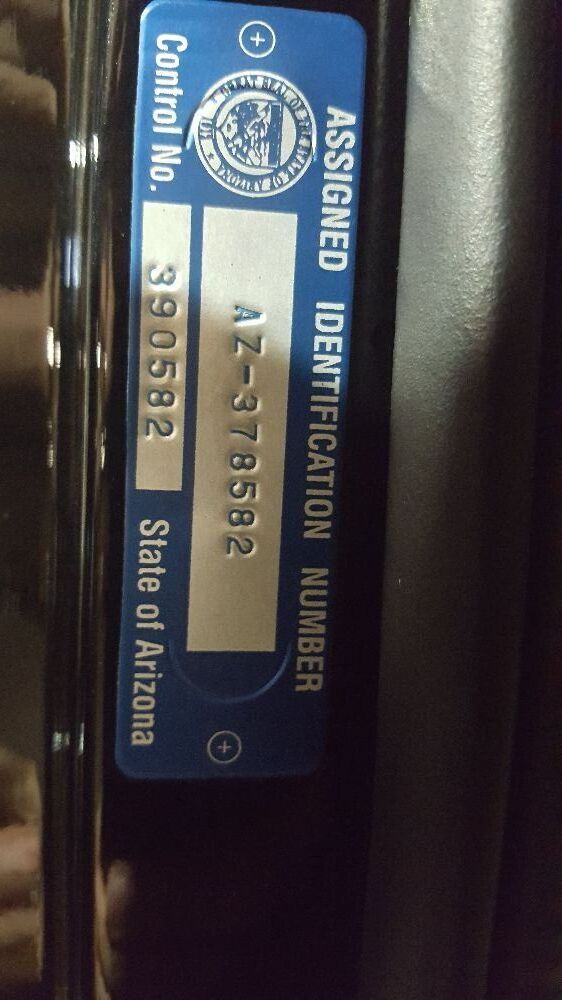 ASSIGNED IDENTIFICATION NUMBER
AZ-378582
Control No. 390582 State of Arizona